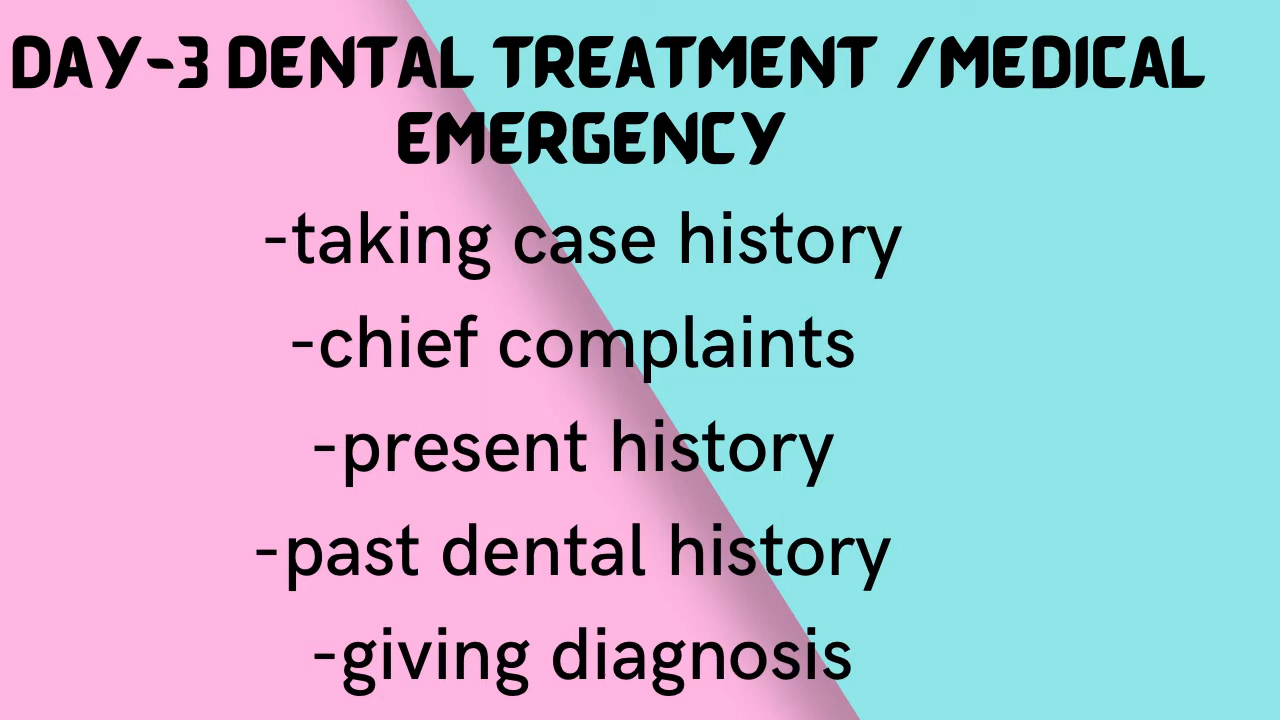 DAY-3 DENTAL TREATMENT /MEDICAL
EMERGENCY
-taking case history
-chief complaints
-present history
-past dental history
-giving diagnosis